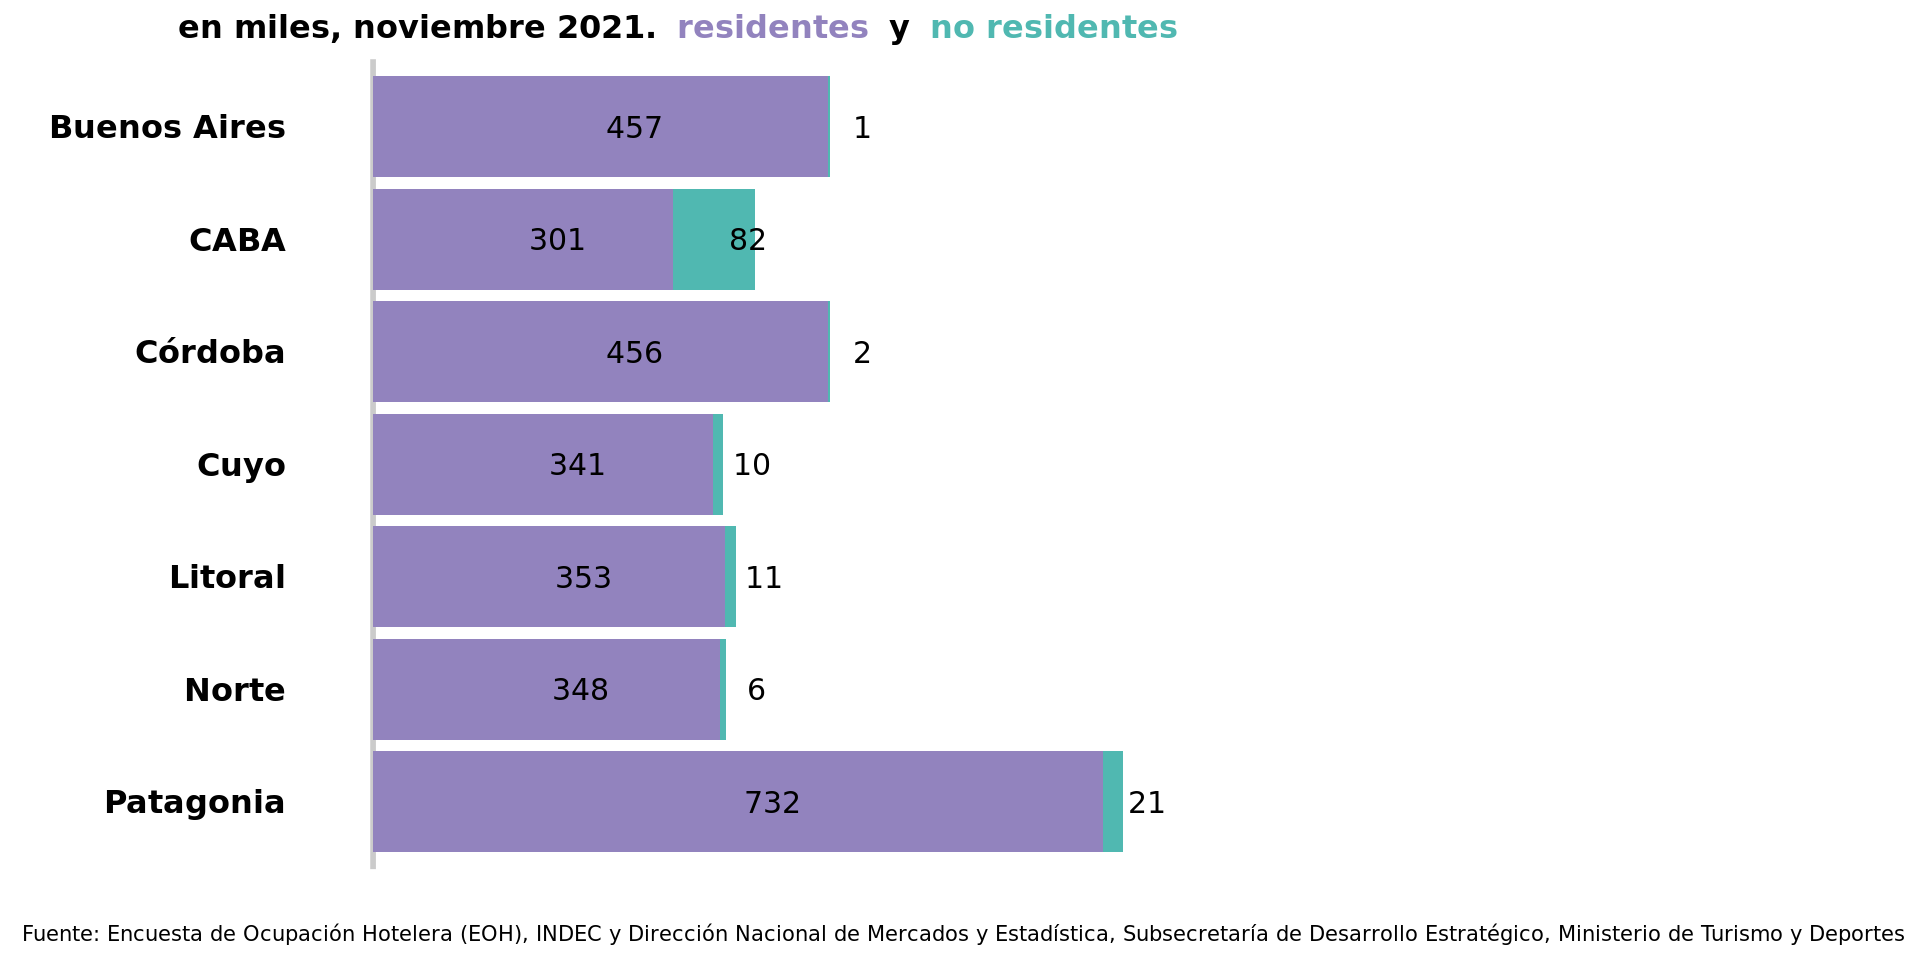 en miles, noviembre 2021. residentes y no residentes
Buenos Aires 457 1
CABA 301 82
Córdoba 456 2
Cuyo 341 10
Litoral 353 11
Norte 348 6
Patagonia 732 21
Fuente: Encuesta de Ocupación Hotelera (EOH), INDEC y Dirección Nacional de Mercados y Estadística, Subsecretaría de Desarrollo Estratégico, Ministerio de Turismo y Deportes